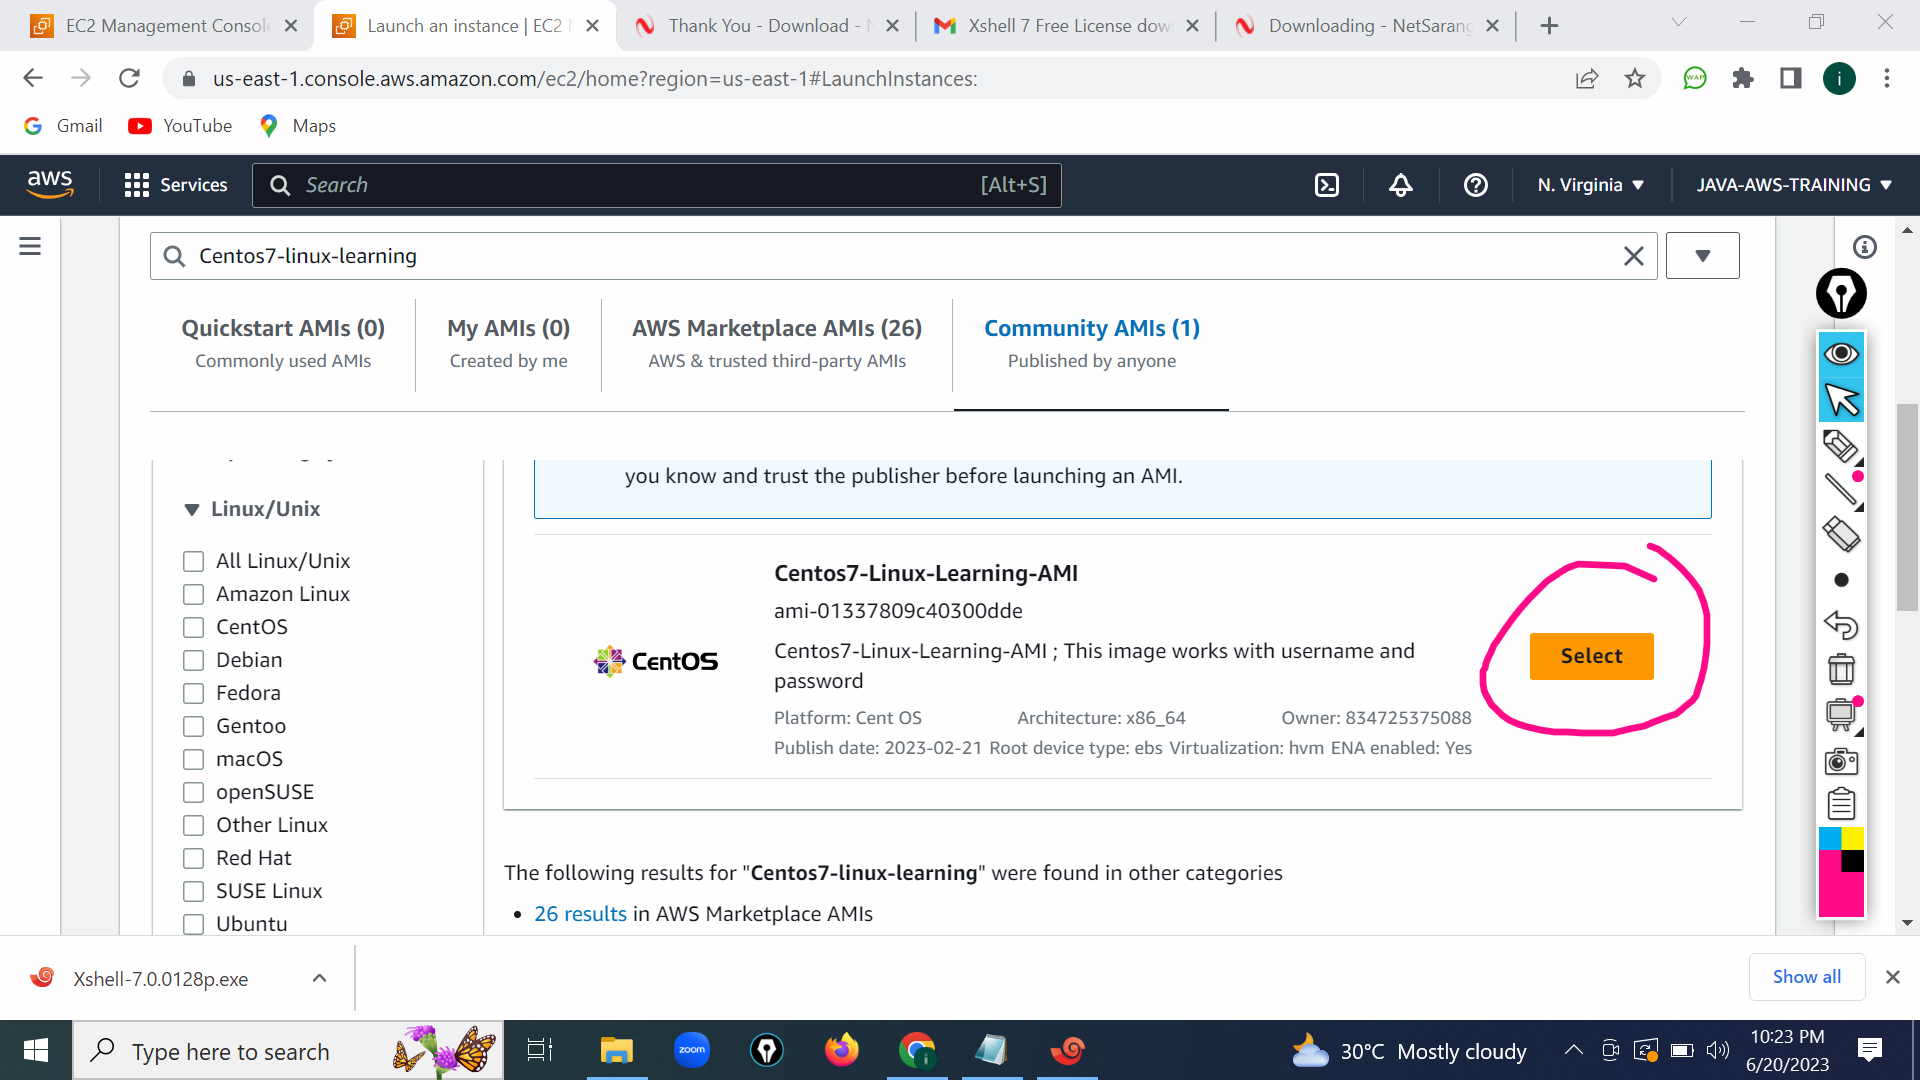 EC2 Management Console
Launch an instance | EC2
Thank You - Download -
Xshell 7 Free License dow
Downloading - NetSarang
us-east-1.console.aws.amazon.com/ec2/home?region=us-east-1#LaunchInstances:
WAP
i
Gmail
YouTube
Maps
aws
Services
Search
[Alt+S]
N. Virginia
JAVA-AWS-TRAINING
Centos7-linux-learning
Quickstart AMIs (0)
Commonly used AMIs
My AMIs (0)
Created by me
AWS Marketplace AMIs (26)
AWS & trusted third-party AMIs
Community AMIs (1)
Published by anyone
Linux/Unix
All Linux/Unix
Amazon Linux
CentOS
Debian
Fedora
Gentoo
macOS
openSUSE
Other Linux
Red Hat
SUSE Linux
Ubuntu
you know and trust the publisher before launching an AMI.
CentOS
Centos7-Linux-Learning-AMI
ami-01337809c40300dde
Centos7-Linux-Learning-AMI ; This image works with username and
password
Platform: Cent OS Architecture: x86_64 Owner: 834725375088
Publish date: 2023-02-21 Root device type: ebs Virtualization: hvm ENA enabled: Yes
Select
The following results for "Centos7-linux-learning" were found in other categories
• 26 results in AWS Marketplace AMIs
Xshell-7.0.0128p.exe
Show all
Type here to search
zoom
30°C Mostly cloudy
10:23 PM
6/20/2023